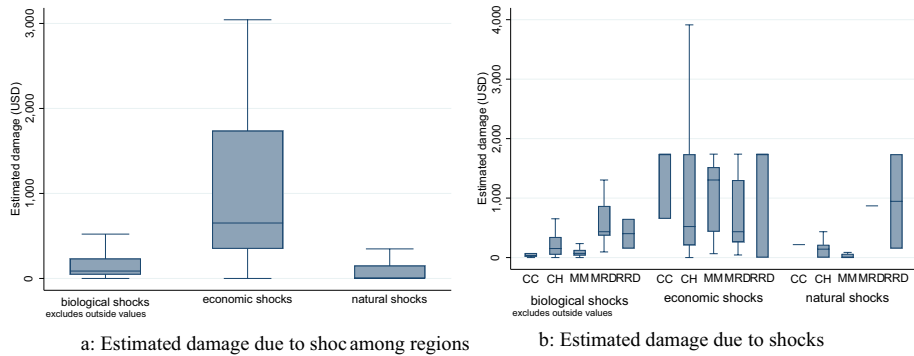 Estimated damage (USD)
3,000
2,000
1,000
0
biological shocks
economic shocks
natural shocks
excludes outside values
a: Estimated damage due to shoc among regions
Estimated damage (USD)
4,000
3,000
2,000
1,000
0
CC CH MM MRD RRD CC CH MM MRD RRD CC CH MM MRD RRD
biological shocks
economic shocks
natural shocks
excludes outside values
b: Estimated damage due to shocks